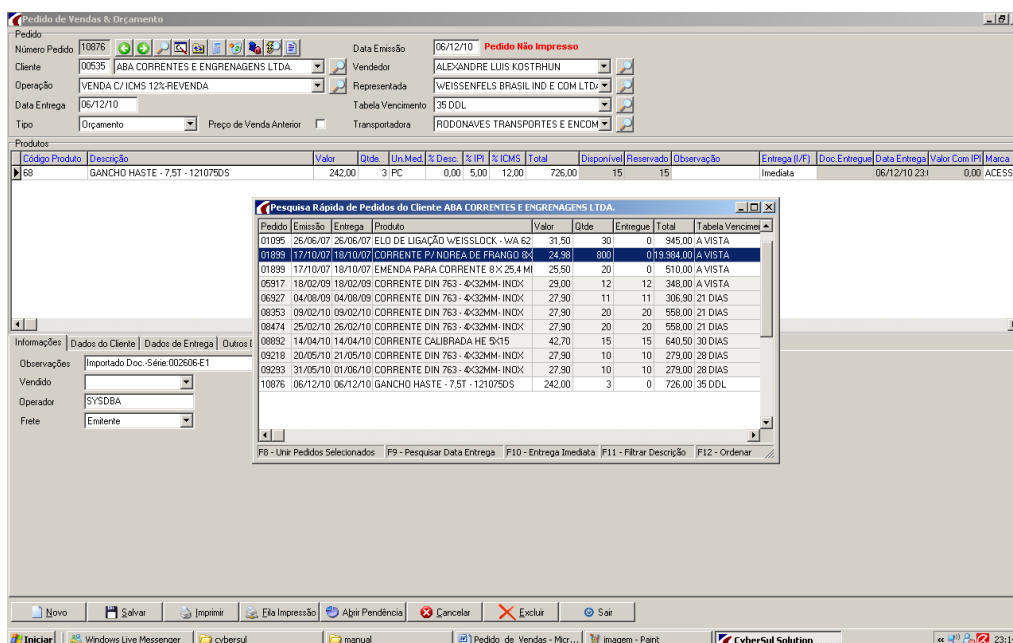 Pedido de Vendas & Orçamento
Pedido
Número Pedido 10876 Data Emissão 06/12/10 Pedido Não Impresso
Cliente 00535 ABA CORRENTES E ENGRENAGENS LTDA. Vendedor ALEXANDRE LUIS KOSTRHUN
Operação VENDA C/ ICMS 12%-REVENDA Representada WEISSENFELS BRASIL IND E COM LTDA
Data Entrega 06/12/10 Tabela Vencimento 35 DDL
Tipo Orçamento Preço de Venda Anterior Transportadora RODONAVES TRANSPORTES E ENCOM
Produtos
Código Produto Descrição Valor Qtde. Un.Med. % Desc. % IPI % ICMS Total Disponível Reservado Observação Entrega (I/F) Doc.Entregue Data Entrega Valor Com IPI Marca
68 GANCHO HASTE - 7,5T - 121075DS 242,00 3 PC 0,00 5,00 12,00 726,00 15 15 Imediata 06/12/10 23:1 0,00 ACESS
Pesquisa Rápida de Pedidos do Cliente ABA CORRENTES E ENGRENAGENS LTDA.
Pedido Emissão Entrega Produto Valor Qtde Entregue Total Tabela Vencimen
01095 26/06/07 26/06/07 ELO DE LIGAÇÃO WEISSLOCK - WA 62 31,50 30 0 945,00 A VISTA
01899 17/10/07 18/10/07 CORRENTE P/ NOREA DE FRANGO 8X 24,98 800 0 19.984,00 A VISTA
01899 17/10/07 18/10/07 EMENDA PARA CORRENTE 8 X 25,4 MI 25,50 20 0 510,00 A VISTA
05917 18/02/09 18/02/09 CORRENTE DIN 763 - 4X32MM- INOX 29,00 12 12 348,00 A VISTA
06927 04/08/09 04/08/09 CORRENTE DIN 763 - 4X32MM- INOX 27,90 11 11 306,90 21 DIAS
08353 09/02/10 09/02/10 CORRENTE DIN 763 - 4X32MM- INOX 27,90 20 20 558,00 21 DIAS
08474 25/02/10 26/02/10 CORRENTE DIN 763 - 4X32MM- INOX 27,90 20 20 558,00 21 DIAS
08892 14/04/10 14/04/10 CORRENTE CALIBRADA HE 5X15 42,70 15 15 640,50 30 DIAS
09218 20/05/10 21/05/10 CORRENTE DIN 763 - 4X32MM- INOX 27,90 10 10 279,00 28 DIAS
09293 31/05/10 01/06/10 CORRENTE DIN 763 - 4X32MM- INOX 27,90 10 10 279,00 28 DIAS
10876 06/12/10 06/12/10 GANCHO HASTE - 7,5T - 121075DS 242,00 3 0 726,00 35 DDL
F8 - Unir Pedidos Selecionados F9 - Pesquisar Data Entrega F10 - Entrega Imediata F11 - Filtrar Descrição F12 - Ordenar
Informações Dados do Cliente Dados de Entrega Outros
Observações Importado Doc.-Série:002606-E1
Vendido
Operador SYSDBA
Frete Emitente
Novo Salvar Imprimir Fila Impressão Abrir Pendência Cancelar Excluir Sair
Iniciar Windows Live Messenger cybersul manual Pedido_de_Vendas - Micr... imagem - Paint CyberSul Solution